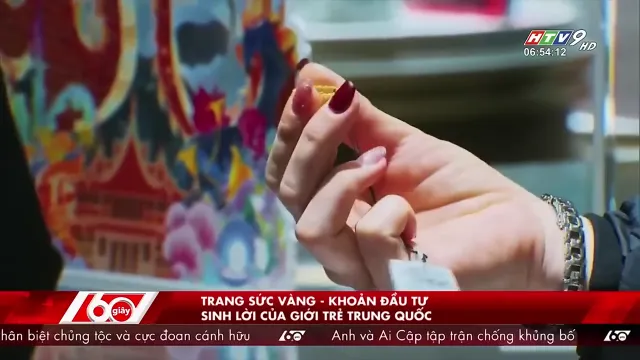 HTV9 HD
06:54:12
TRANG SỨC VÀNG - KHOẢN ĐẦU TƯ
SINH LỜI CỦA GIỚI TRẺ TRUNG QUỐC
60 giây
hân biệt chủng tộc và cực đoan cánh hữu 60 Anh và Ai Cập tập trận chống khủng bố 60